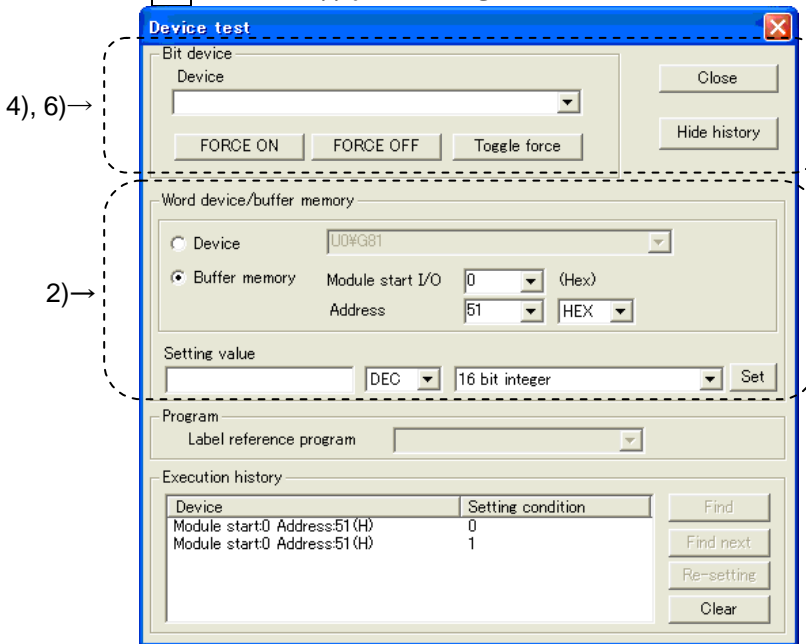 Device test
Bit device
Device
Close
4), 6)→
FORCE ON FORCE OFF Toggle force
Hide history
Word device/buffer memory
Device U0¥G81
2)→
Buffer memory Module start I/O 0 (Hex)
Address 51 HEX
Setting value
DEC 16 bit integer Set
Program
Label reference program
Execution history
Device Setting condition
Module start:0 Address:51(H) 0
Module start:0 Address:51(H) 1
Find
Find next
Re-setting
Clear